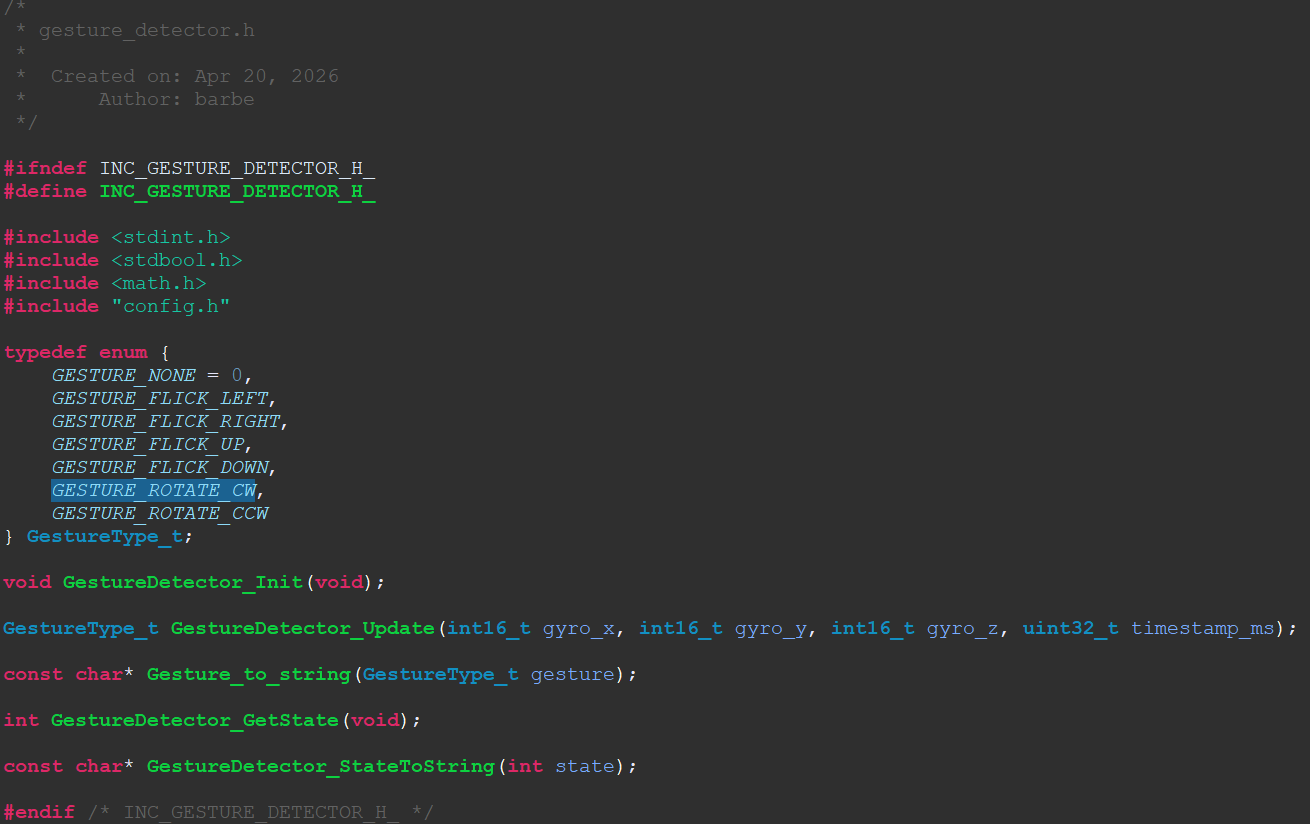 /*
 * gesture_detector.h
 *
 *  Created on: Apr 20, 2026
 *      Author: barbe
 */

#ifndef INC_GESTURE_DETECTOR_H_
#define INC_GESTURE_DETECTOR_H_

#include <stdint.h>
#include <stdbool.h>
#include <math.h>
#include "config.h"

typedef enum {
    GESTURE_NONE = 0,
    GESTURE_FLICK_LEFT,
    GESTURE_FLICK_RIGHT,
    GESTURE_FLICK_UP,
    GESTURE_FLICK_DOWN,
    GESTURE_ROTATE_CW,
    GESTURE_ROTATE_CCW
} GestureType_t;

void GestureDetector_Init(void);

GestureType_t GestureDetector_Update(int16_t gyro_x, int16_t gyro_y, int16_t gyro_z, uint32_t timestamp_ms);

const char* Gesture_to_string(GestureType_t gesture);

int GestureDetector_GetState(void);

const char* GestureDetector_StateToString(int state);

#endif /* INC_GESTURE_DETECTOR_H_ */